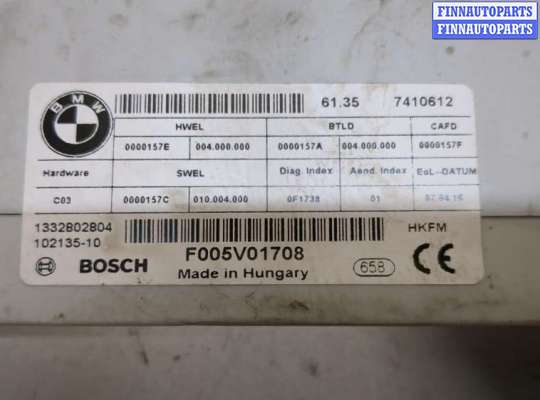 FINNAUTOPARTS
FINNAUTOPARTS
BMW
61.35 7410612
HWEL BTLD CAFD
0000157E 004.000.000 0000157A 004.000.000 0000157F
Hardware SWEL Diag. Index Aend. Index EoL-DATUM
C03 0000157C 010.004.000 0F1738 01
1332802804
102135-10
HKFM
F005V01708
BOSCH Made in Hungary 658 CE